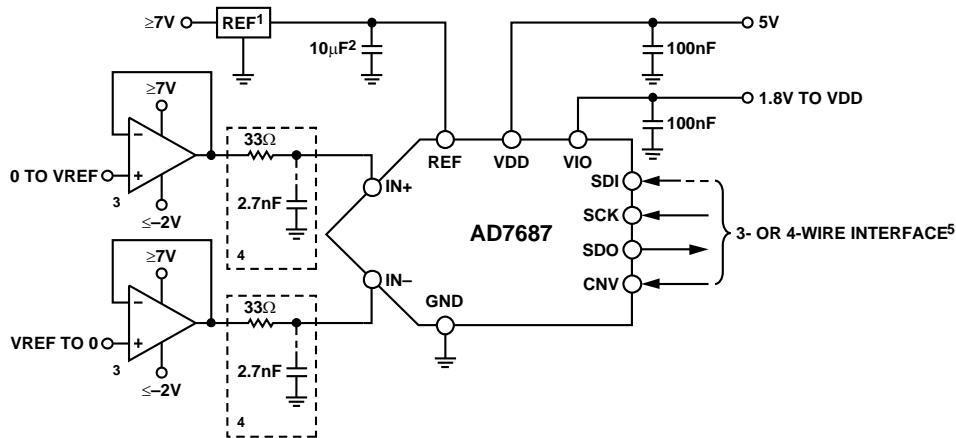 ≥7V
REF1
10μF2
5V
100nF
1.8V TO VDD
100nF
≥7V
−
+
0 TO VREF
3
≤–2V
33Ω
2.7nF
4
REF
VDD
VIO
IN+
SDI
SCK
SDO
CNV
AD7687
3- OR 4-WIRE INTERFACE5
≥7V
−
+
VREF TO 0
3
≤–2V
33Ω
2.7nF
4
IN–
GND